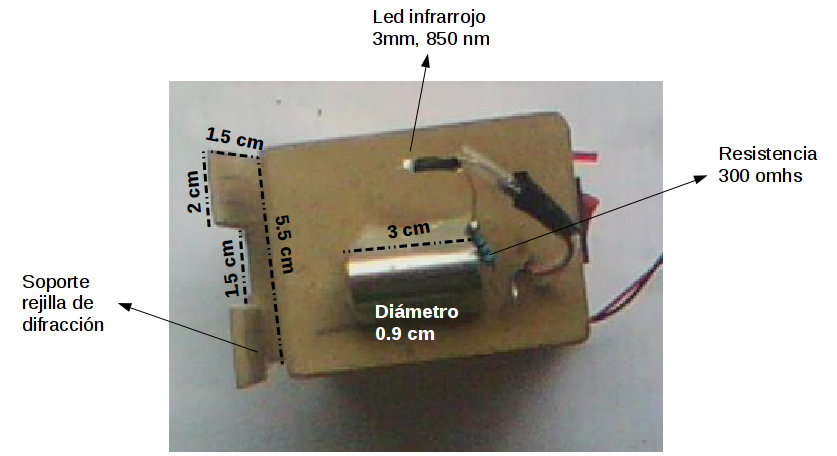 Led infrarrojo
3mm, 850 nm
1.5 cm
Resistencia
300 omhs
2 cm
3 cm
5.5 cm
1.5 cm
Soporte
rejilla de
difracción
Diámetro
0.9 cm